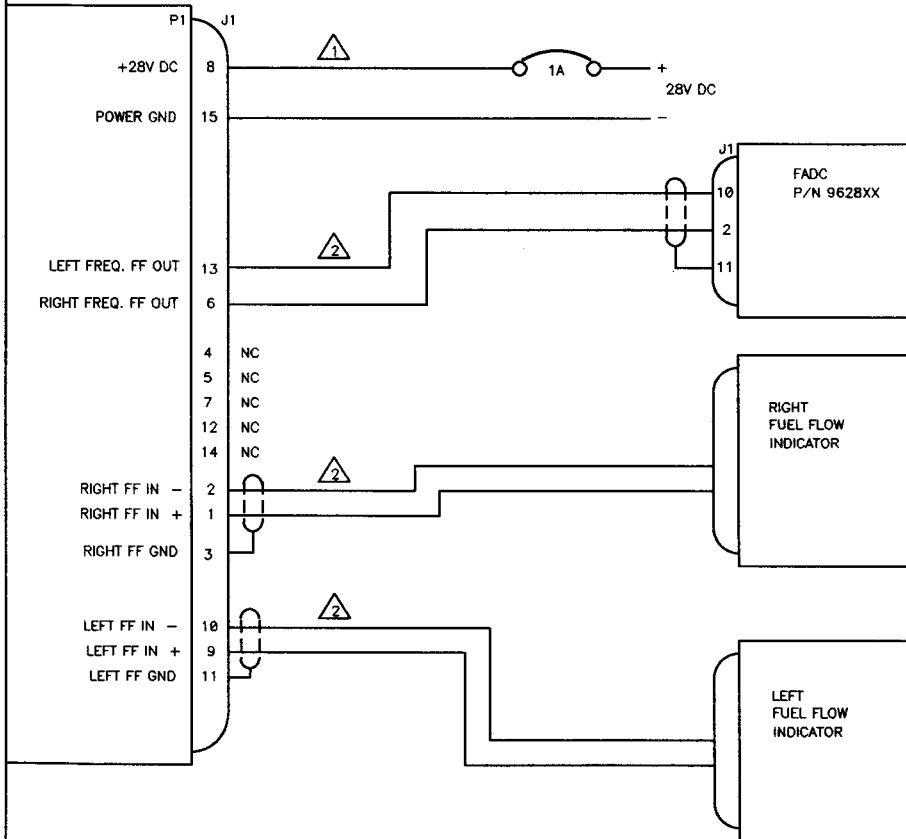 P1 J1
+28V DC 8 1 1A +
28V DC
POWER GND 15 −
J1
FADC
P/N 9628XX
10
2
11
LEFT FREQ. FF OUT 13 2
RIGHT FREQ. FF OUT 6
4 NC
5 NC
7 NC
12 NC
14 NC
RIGHT
FUEL FLOW
INDICATOR
RIGHT FF IN − 2 2
RIGHT FF IN + 1
RIGHT FF GND 3
LEFT FF IN − 10 2
LEFT FF IN + 9
LEFT FF GND 11
LEFT
FUEL FLOW
INDICATOR